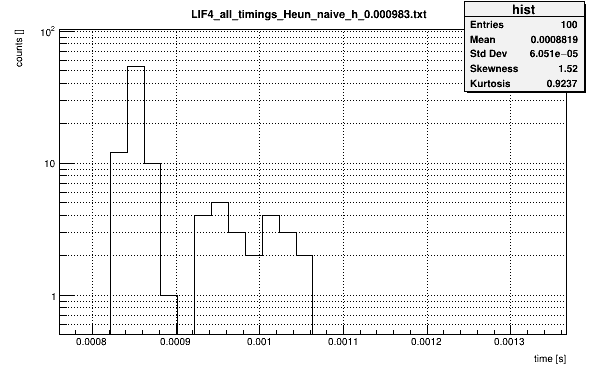 LIF4_all_timings_Heun_naive_h_0.000983.txt
hist
Entries 100
Mean 0.0008819
Std Dev 6.051e−05
Skewness 1.52
Kurtosis 0.9237
counts []
10²
10
1
0.0008 0.0009 0.001 0.0011 0.0012 0.0013
time [s]